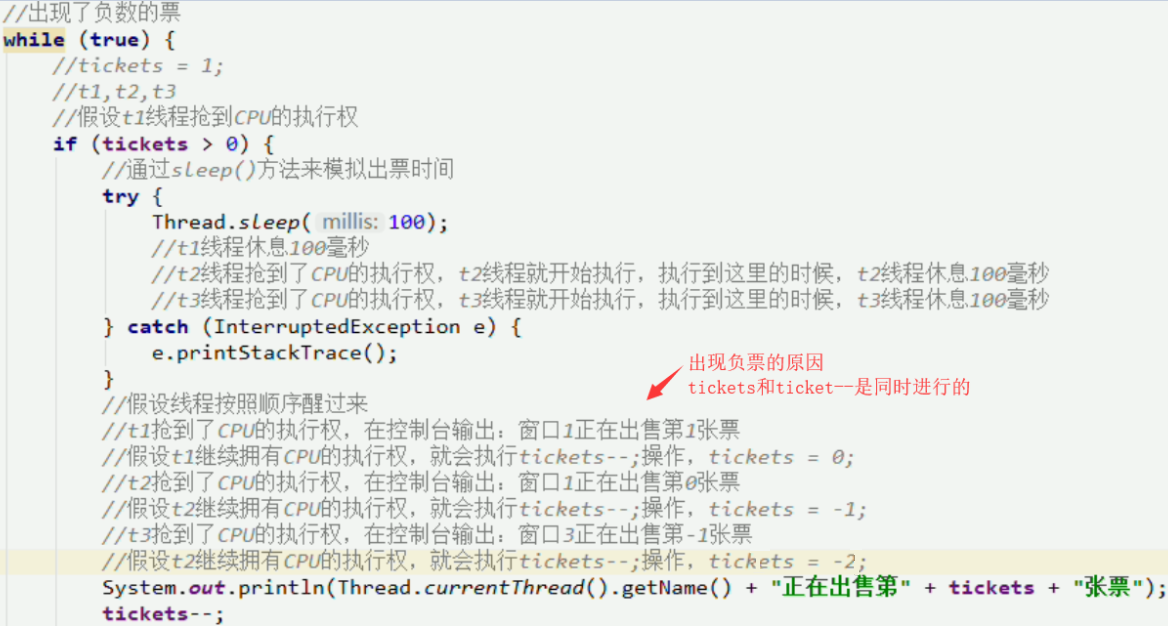 //出现了负数的票
while (true) {
//tickets = 1;
//t1,t2,t3
//假设t1线程抢到CPU的执行权
if (tickets > 0) {
//通过sleep()方法来模拟出票时间
try {
Thread.sleep( millis: 100);
//t1线程休息100毫秒
//t2线程抢到了CPU的执行权，t2线程就开始执行，执行到这里的时候，t2线程休息100毫秒
//t3线程抢到了CPU的执行权，t3线程就开始执行，执行到这里的时候，t3线程休息100毫秒
} catch (InterruptedException e) {
e.printStackTrace();
}
出现负票的原因
tickets和ticket--是同时进行的
//假设线程按照顺序醒过来
//t1抢到了CPU的执行权，在控制台输出：窗口1正在出售第1张票
//假设t1继续拥有CPU的执行权，就会执行tickets--;操作，tickets = 0;
//t2抢到了CPU的执行权，在控制台输出：窗口1正在出售第0张票
//假设t2继续拥有CPU的执行权，就会执行tickets--;操作，tickets = -1;
//t3抢到了CPU的执行权，在控制台输出：窗口3正在出售第-1张票
//假设t2继续拥有CPU的执行权，就会执行tickets--;操作，tickets = -2;
System.out.println(Thread.currentThread().getName() + "正在出售第" + tickets + "张票");
tickets--;